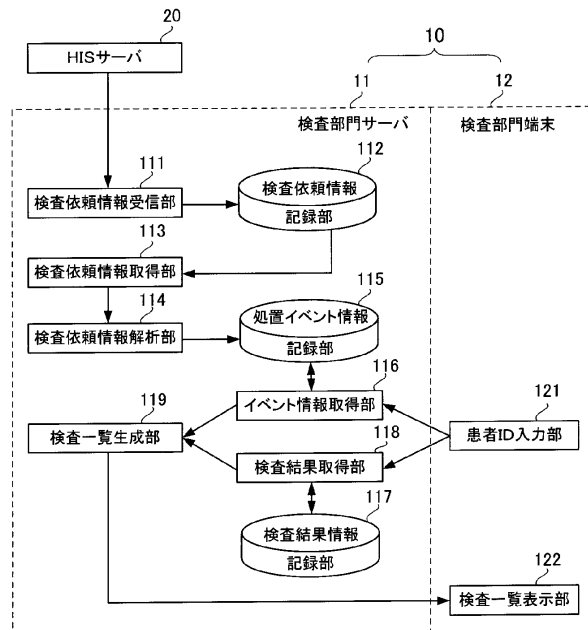 20
HISサーバ
10
11
12
検査部門サーバ
検査部門端末
111
検査依頼情報受信部
112
検査依頼情報
記録部
113
検査依頼情報取得部
114
検査依頼情報解析部
115
処置イベント情報
記録部
116
イベント情報取得部
119
検査一覧生成部
118
検査結果取得部
121
患者ID入力部
117
検査結果情報
記録部
122
検査一覧表示部